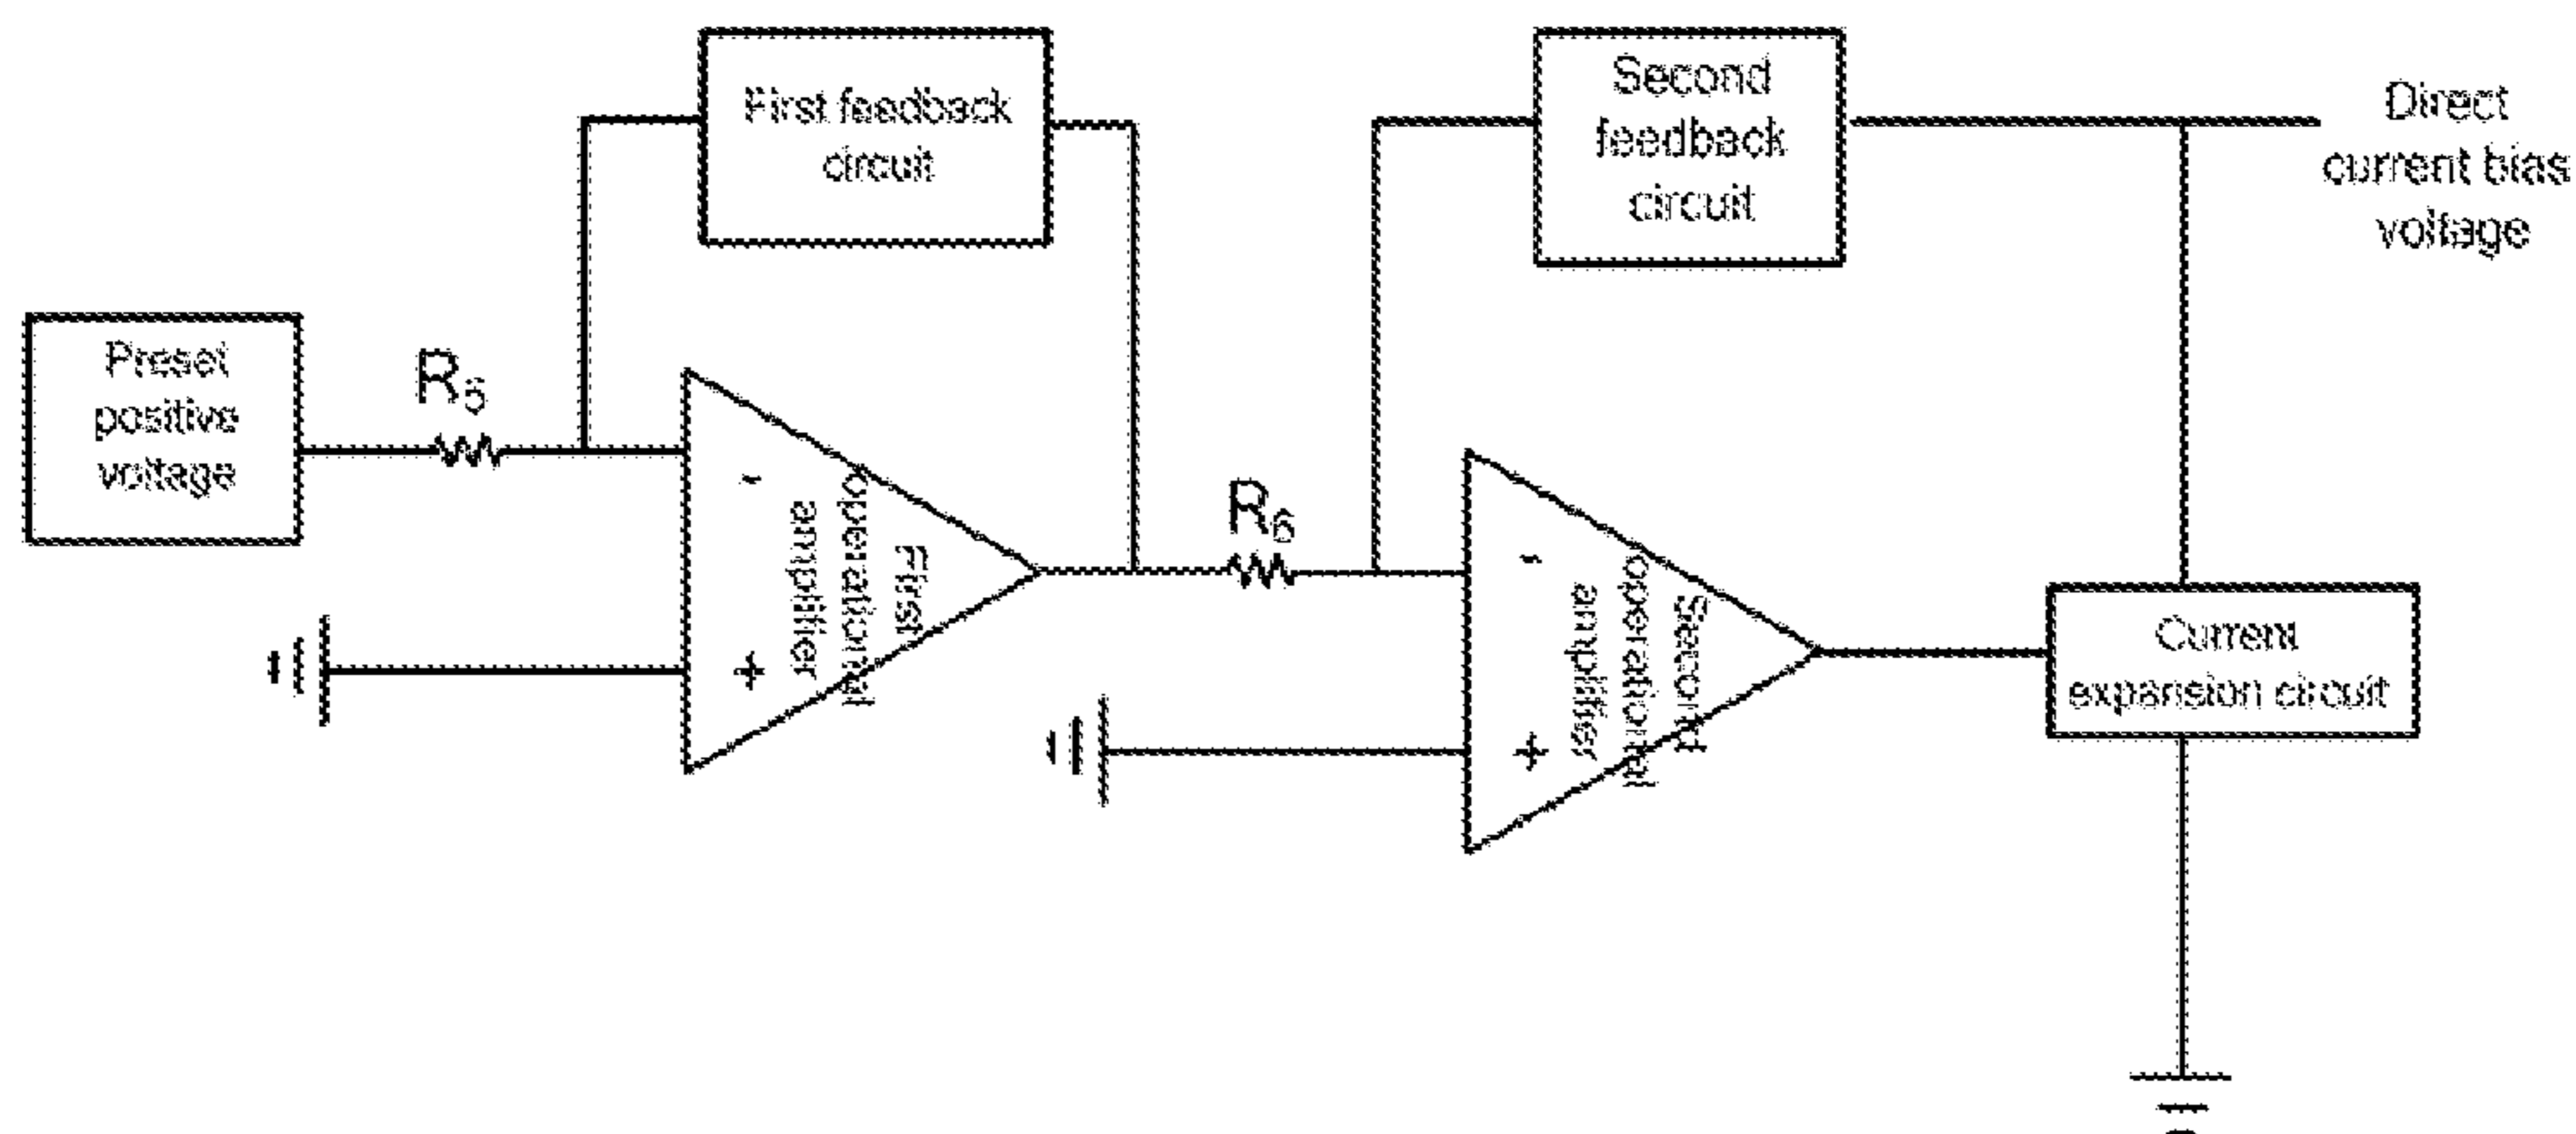 First feedback
circuit
Second
feedback
circuit
Direct
current bias
voltage
Preset
positive
voltage
R5
-
+
First
operational
amplifier
R6
-
+
Second
operational
amplifier
Current
expansion circuit